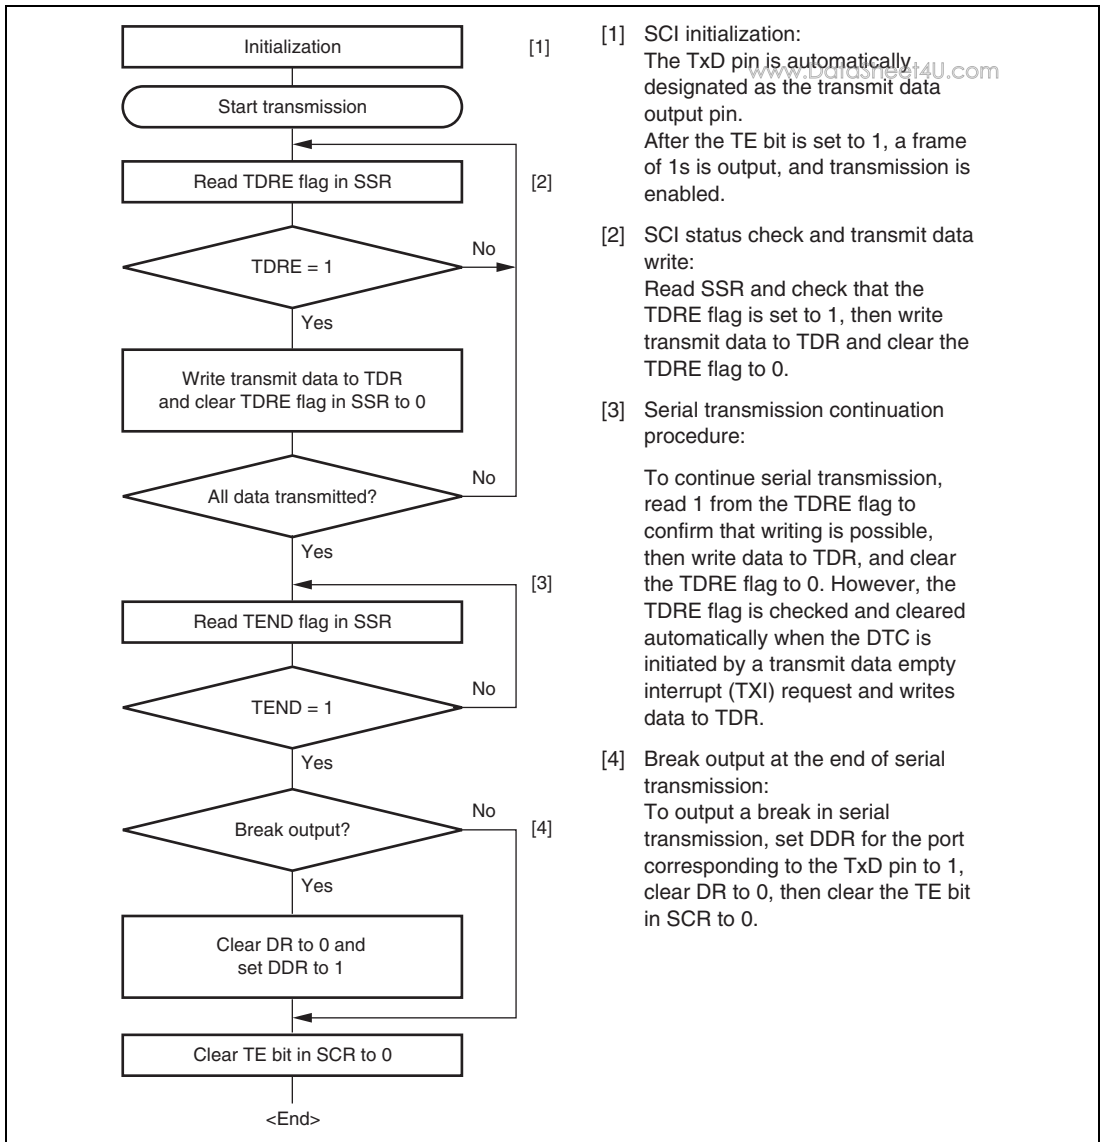 Initialization
[1]
Start transmission
Read TDRE flag in SSR
[2]
TDRE = 1
No
Yes
Write transmit data to TDR
and clear TDRE flag in SSR to 0
All data transmitted?
No
Yes
[3]
Read TEND flag in SSR
TEND = 1
No
Yes
Break output?
No
[4]
Yes
Clear DR to 0 and
set DDR to 1
Clear TE bit in SCR to 0
<End>
[1] SCI initialization:
The TxD pin is automatically
www.DataSheet4U.com
designated as the transmit data
output pin.
After the TE bit is set to 1, a frame
of 1s is output, and transmission is
enabled.
[2] SCI status check and transmit data
write:
Read SSR and check that the
TDRE flag is set to 1, then write
transmit data to TDR and clear the
TDRE flag to 0.
[3] Serial transmission continuation
procedure:
To continue serial transmission,
read 1 from the TDRE flag to
confirm that writing is possible,
then write data to TDR, and clear
the TDRE flag to 0. However, the
TDRE flag is checked and cleared
automatically when the DTC is
initiated by a transmit data empty
interrupt (TXI) request and writes
data to TDR.
[4] Break output at the end of serial
transmission:
To output a break in serial
transmission, set DDR for the port
corresponding to the TxD pin to 1,
clear DR to 0, then clear the TE bit
in SCR to 0.